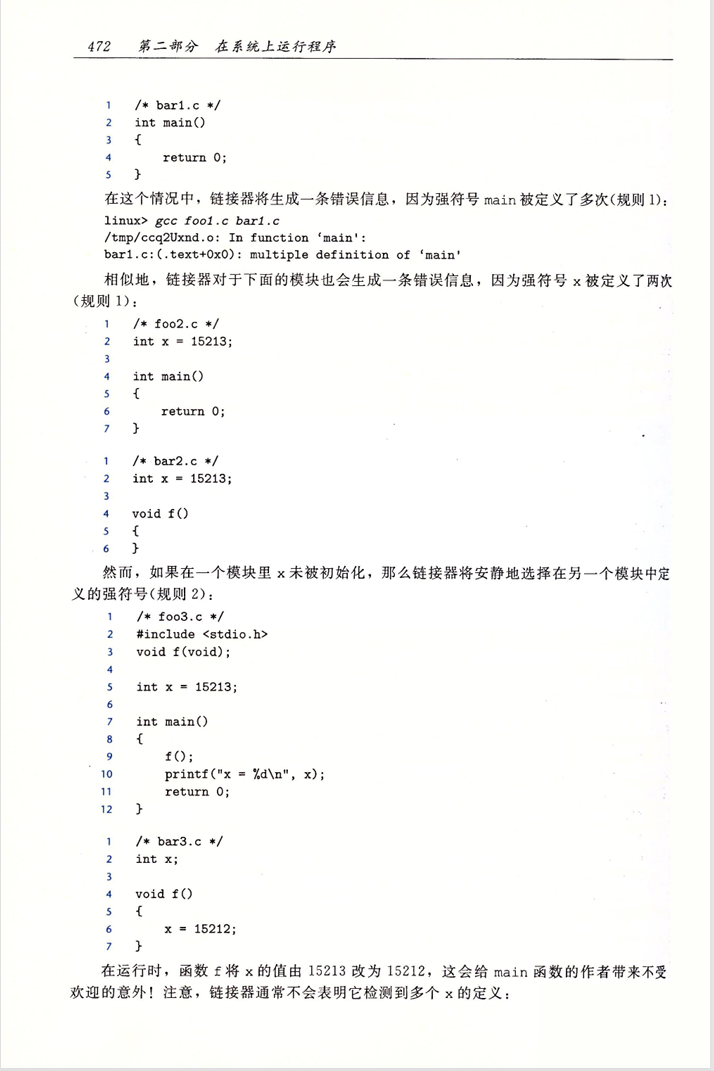 472 第二部分 在系统上运行程序
1 /* bar1.c */
2 int main()
3 {
4     return 0;
5 }
在这个情况中，链接器将生成一条错误信息，因为强符号 main 被定义了多次(规则 1)：
linux> gcc foo1.c bar1.c
/tmp/ccq2Uxnd.o: In function ‘main':
bar1.c:(.text+0x0): multiple definition of ‘main'
相似地，链接器对于下面的模块也会生成一条错误信息，因为强符号 x 被定义了两次
(规则 1)：
1 /* foo2.c */
2 int x = 15213;
3
4 int main()
5 {
6     return 0;
7 }
1 /* bar2.c */
2 int x = 15213;
3
4 void f()
5 {
6 }
然而，如果在一个模块里 x 未被初始化，那么链接器将安静地选择在另一个模块中定
义的强符号(规则 2)：
1 /* foo3.c */
2 #include <stdio.h>
3 void f(void);
4
5 int x = 15213;
6
7 int main()
8 {
9     f();
10     printf("x = %d\n", x);
11     return 0;
12 }
1 /* bar3.c */
2 int x;
3
4 void f()
5 {
6     x = 15212;
7 }
在运行时，函数 f 将 x 的值由 15213 改为 15212，这会给 main 函数的作者带来不受
欢迎的意外！注意，链接器通常不会表明它检测到多个 x 的定义：